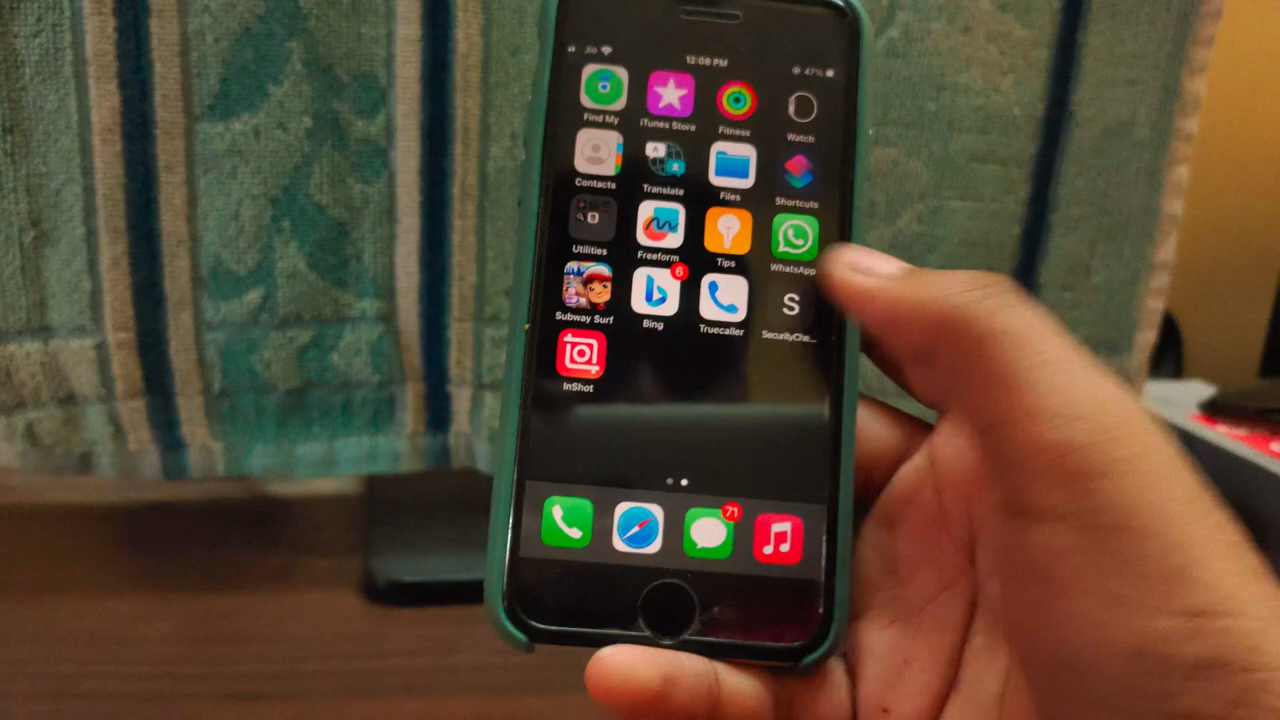 Jio
12:08 PM
47%
Find My
iTunes Store
Fitness
Watch
Contacts
Translate
Files
Shortcuts
Utilities
Freeform
Tips
WhatsApp
6
S
Subway Surf
Bing
Truecaller
SecurityChe...
InShot
71